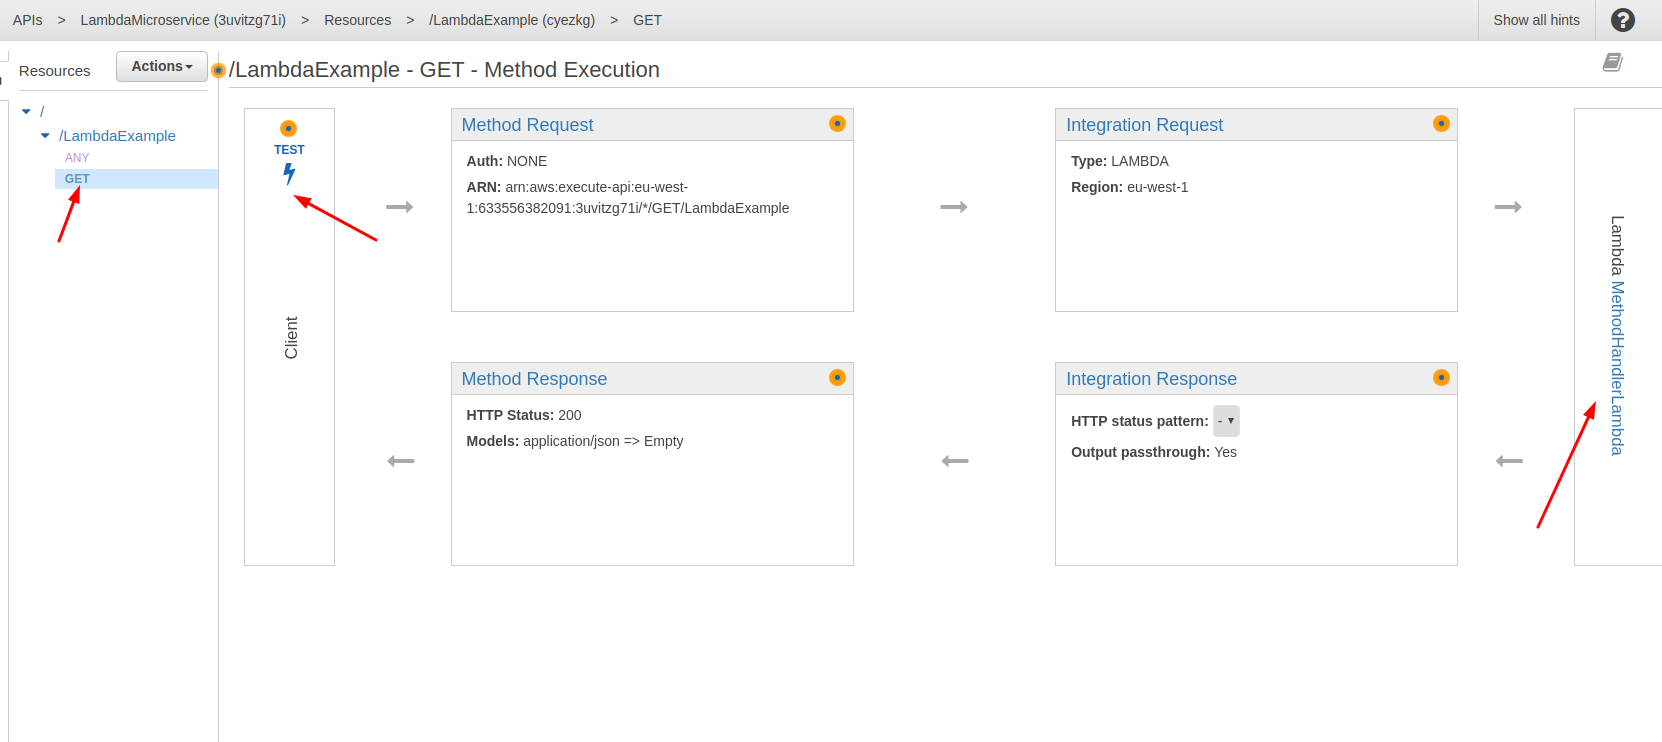 APIs > LambdaMicroservice (3uvitzg71i) > Resources > /LambdaExample (cyezkg) > GET
Show all hints
Resources
Actions
/
/LambdaExample
ANY
GET
/LambdaExample - GET - Method Execution
TEST
Client
Method Request
Auth: NONE
ARN: arn:aws:execute-api:eu-west-
1:633556382091:3uvitzg71i/*/GET/LambdaExample
Integration Request
Type: LAMBDA
Region: eu-west-1
Lambda MethodHandlerLambda
Method Response
HTTP Status: 200
Models: application/json => Empty
Integration Response
HTTP status pattern: -
Output passthrough: Yes